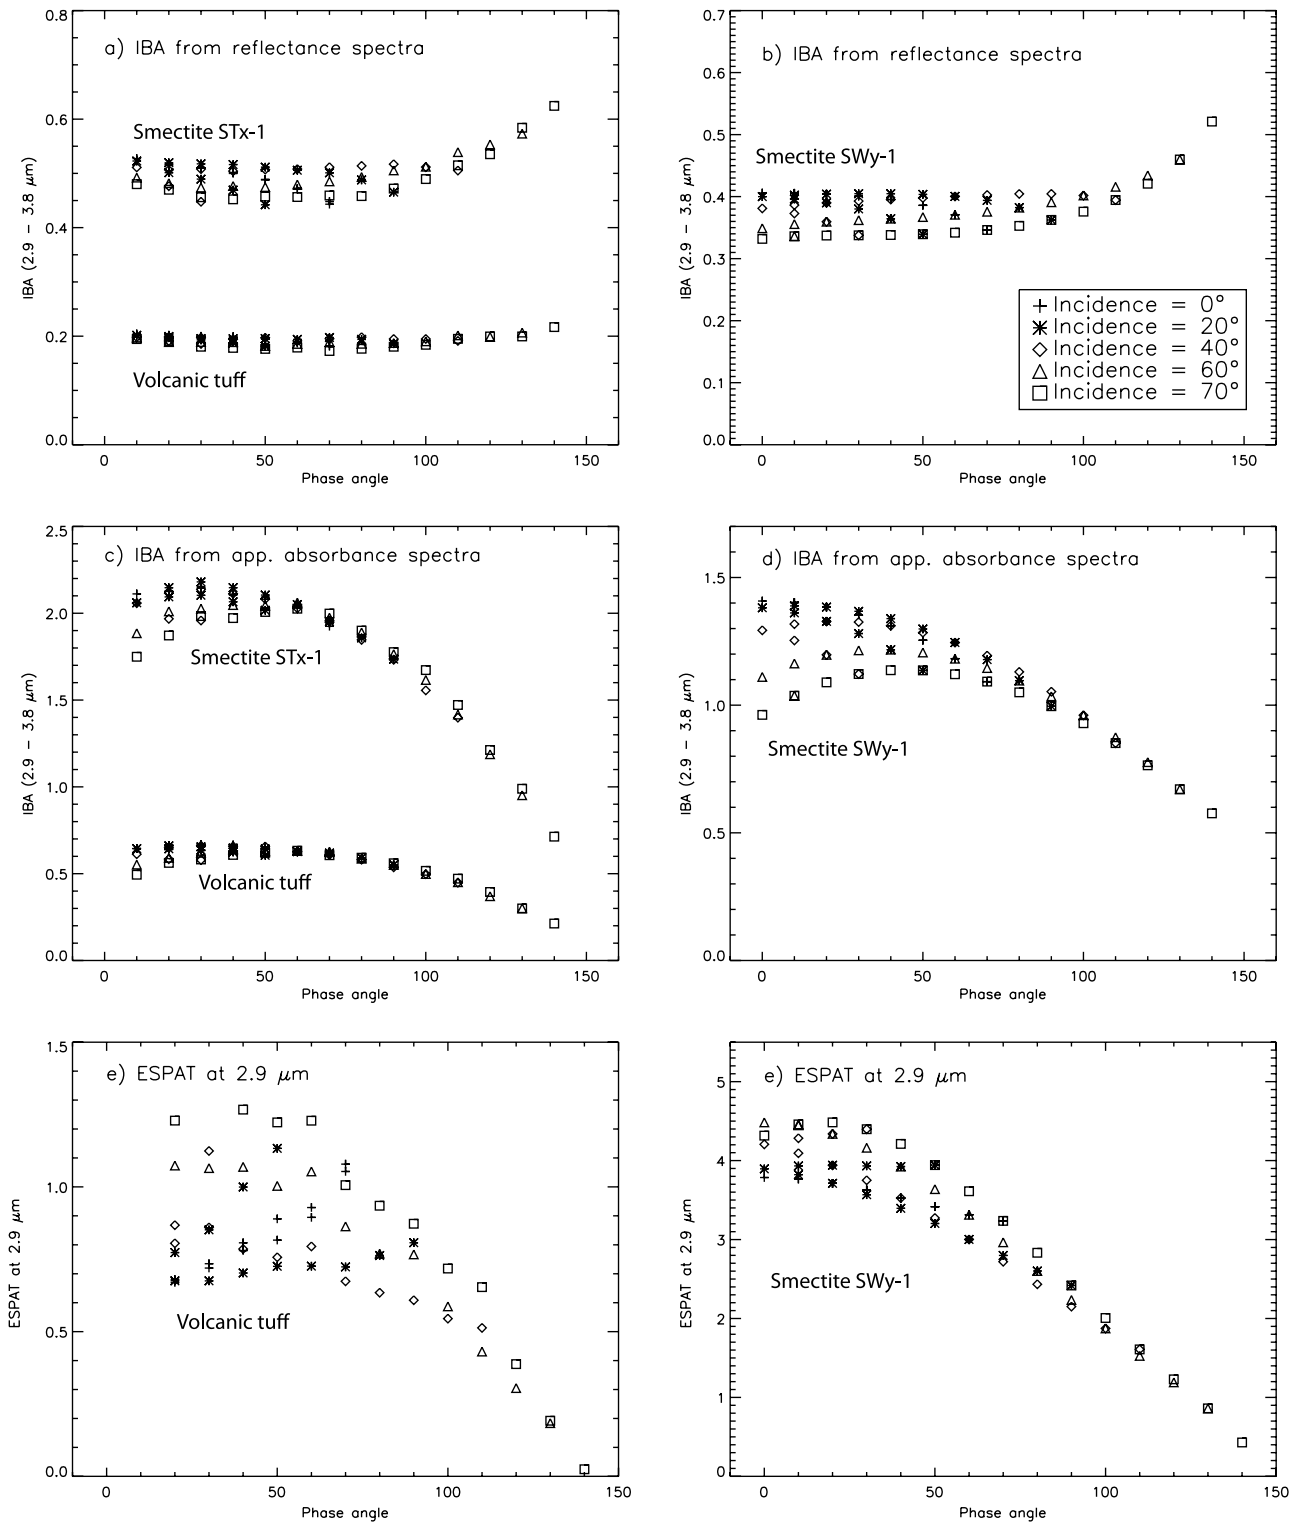 a) IBA from reflectance spectra
Smectite STx-1
Volcanic tuff
IBA (2.9 – 3.8 μm)
0.8
0.6
0.4
0.2
0.0
0 50 100 150
Phase angle
b) IBA from reflectance spectra
Smectite SWy-1
Incidence = 0°
Incidence = 20°
Incidence = 40°
Incidence = 60°
Incidence = 70°
IBA (2.9 – 3.8 μm)
0.7
0.6
0.5
0.4
0.3
0.2
0.1
0.0
0 50 100 150
Phase angle
c) IBA from app. absorbance spectra
Smectite STx-1
Volcanic tuff
IBA (2.9 – 3.8 μm)
2.5
2.0
1.5
1.0
0.5
0.0
0 50 100 150
Phase angle
d) IBA from app. absorbance spectra
Smectite SWy-1
IBA (2.9 – 3.8 μm)
1.5
1.0
0.5
0.0
0 50 100 150
Phase angle
e) ESPAT at 2.9 μm
Volcanic tuff
ESPAT at 2.9 μm
1.5
1.0
0.5
0.0
0 50 100 150
Phase angle
e) ESPAT at 2.9 μm
Smectite SWy-1
ESPAT at 2.9 μm
5
4
3
2
1
0
0 50 100 150
Phase angle